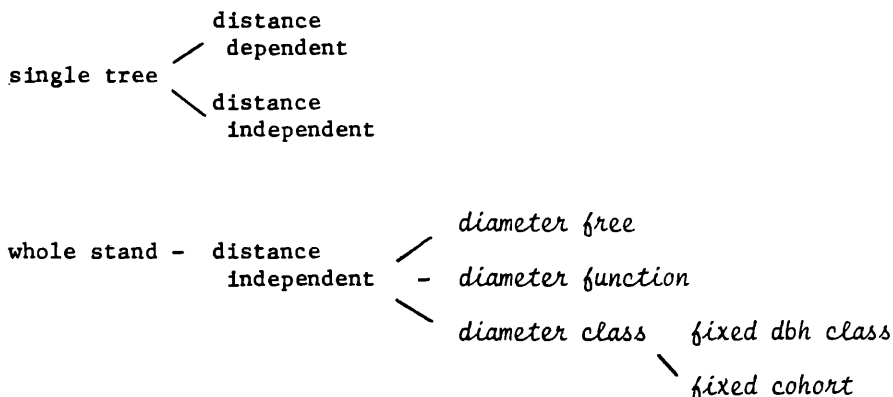 distance
dependent
single tree
distance
independent
diameter free
whole stand - distance
independent - diameter function
diameter class fixed dbh class
fixed cohort